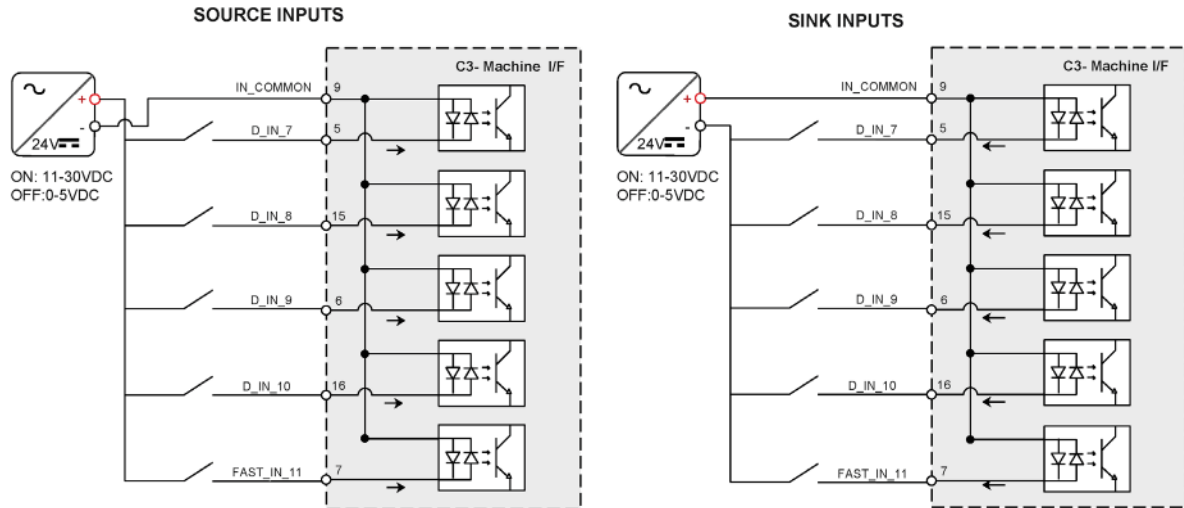 SOURCE INPUTS
C3- Machine I/F
IN_COMMON 9
+
-
24V
D_IN_7 5
ON: 11-30VDC
OFF:0-5VDC
D_IN_8 15
D_IN_9 6
D_IN_10 16
FAST_IN_11 7
SINK INPUTS
C3- Machine I/F
IN_COMMON 9
+
-
24V
D_IN_7 5
ON: 11-30VDC
OFF:0-5VDC
D_IN_8 15
D_IN_9 6
D_IN_10 16
FAST_IN_11 7